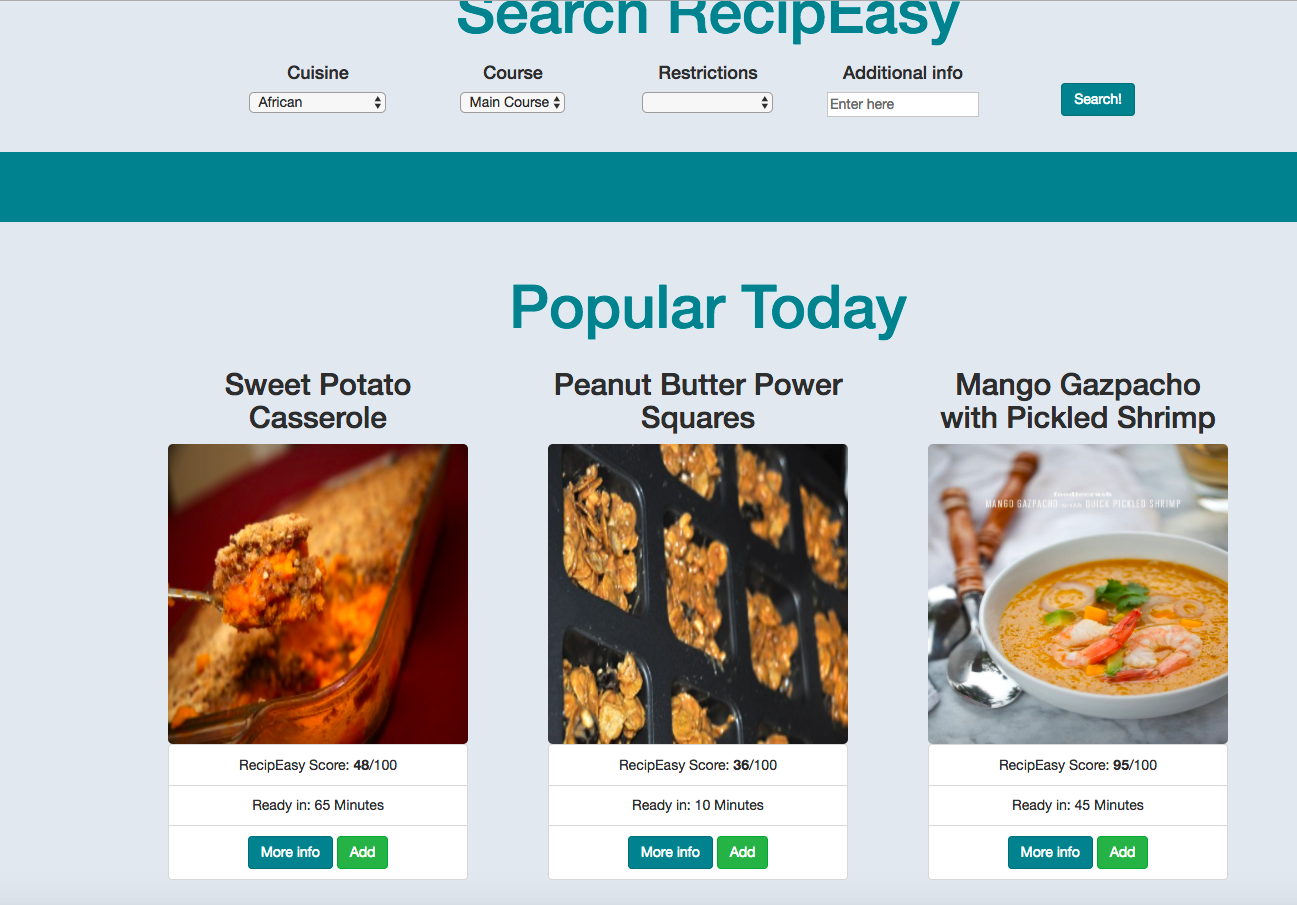 Search RecipEasy
Cuisine Course Restrictions Additional info
African Main Course Enter here Search!
Popular Today
Sweet Potato
Casserole
Peanut Butter Power
Squares
Mango Gazpacho
with Pickled Shrimp
foodiecrush
MANGO GAZPACHO with QUICK PICKLED SHRIMP
RecipEasy Score: 48/100 RecipEasy Score: 36/100 RecipEasy Score: 95/100
Ready in: 65 Minutes Ready in: 10 Minutes Ready in: 45 Minutes
More info Add More info Add More info Add